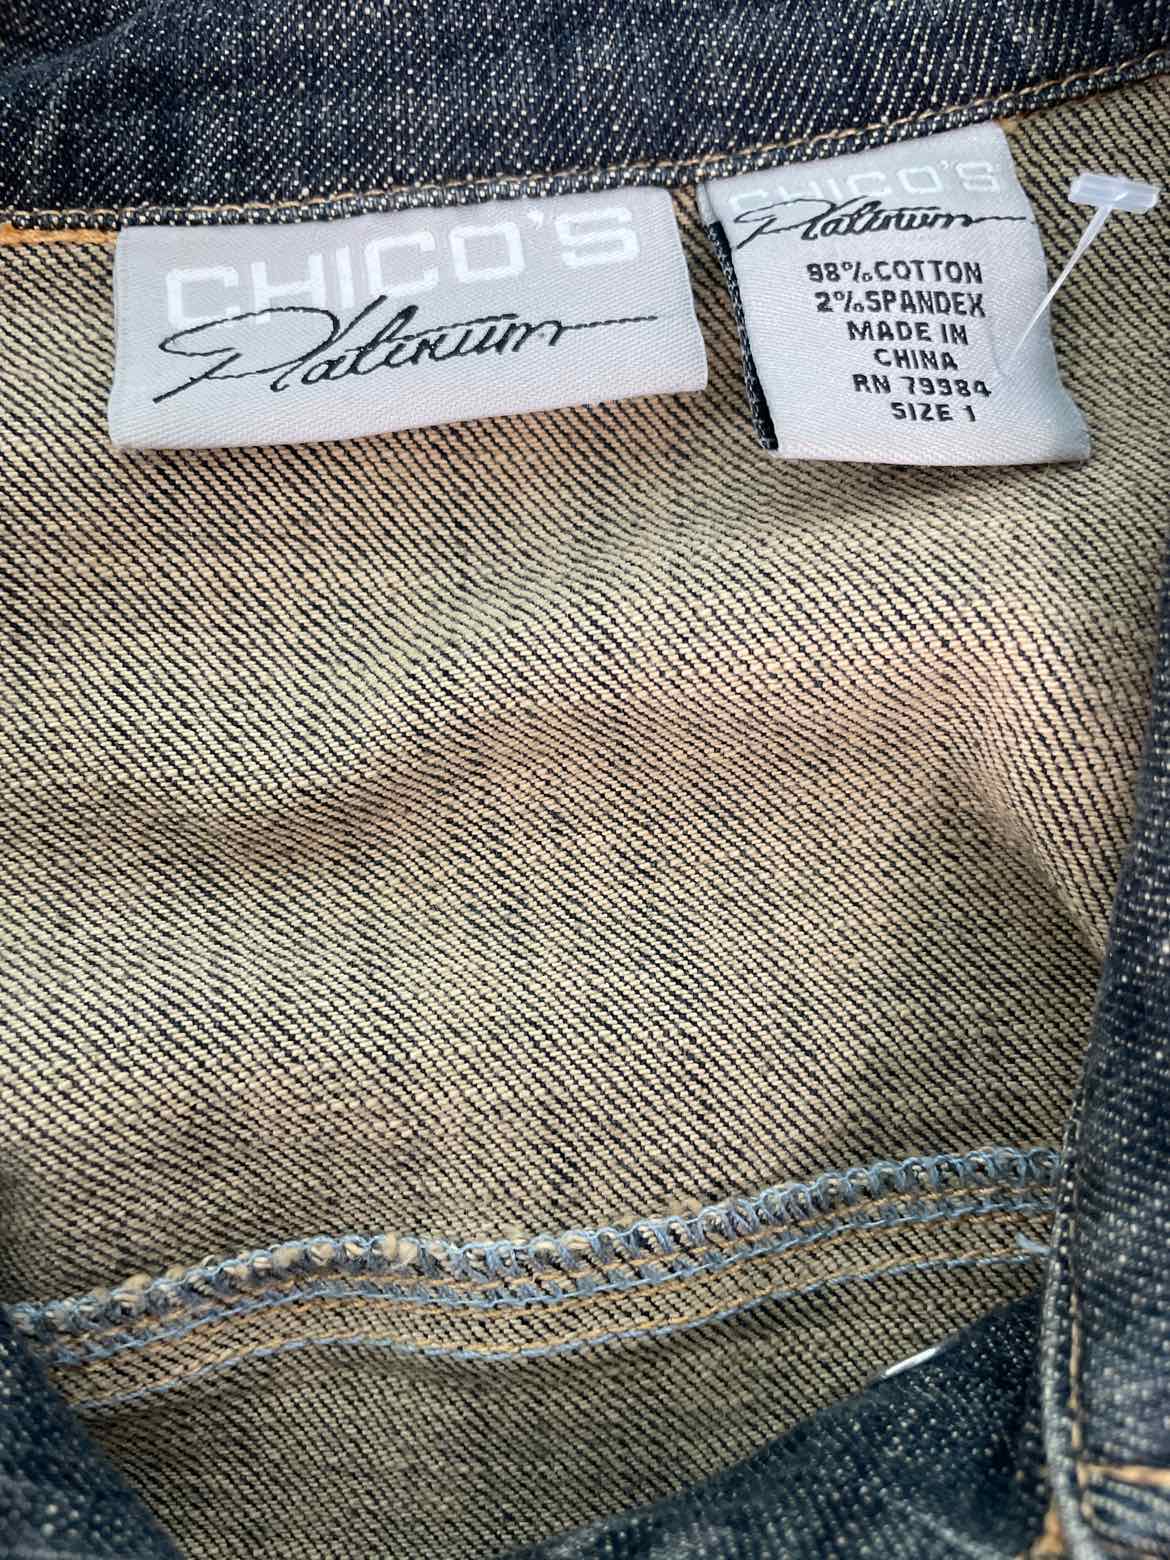 CHICO'S
Platinum
CHICO'S
Platinum
98% COTTON
2% SPANDEX
MADE IN
CHINA
RN 79984
SIZE 1